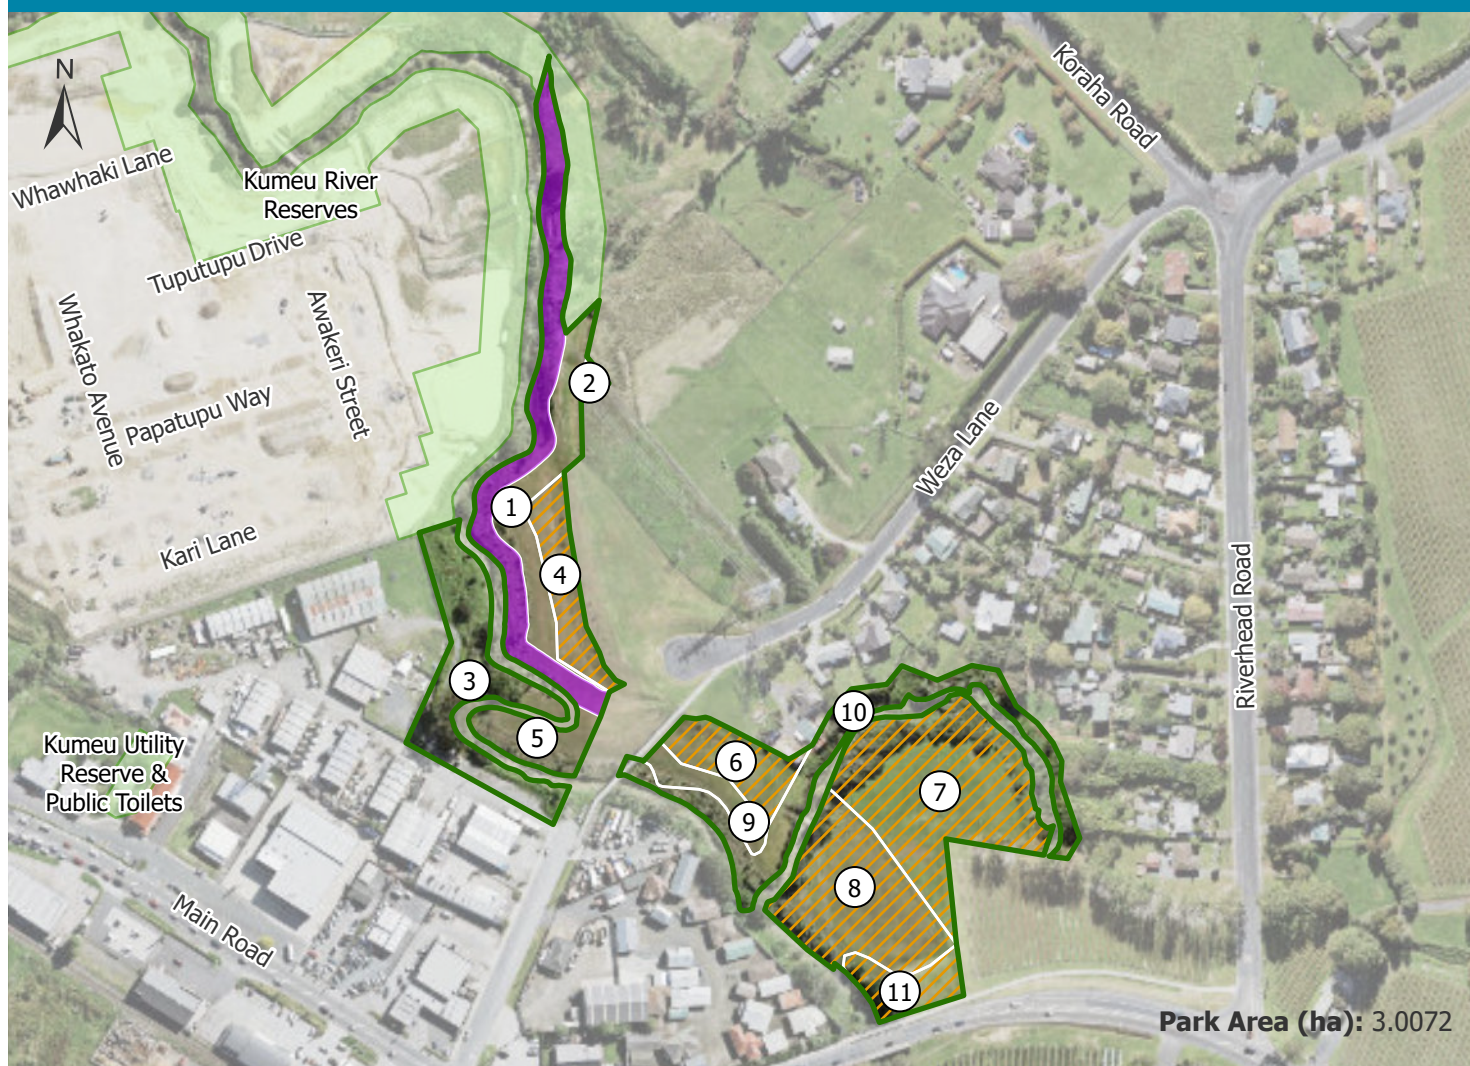 N
Koraha Road
Whawhaki Lane
Kumeu River
Reserves
Tuputupu Drive
Whakato Avenue
Awakeri Street
2
Papatupu Way
Weza Lane
1
Kari Lane
4
Riverhead Road
3
10
5
Kumeu Utility
Reserve &
Public Toilets
6
7
9
8
Main Road
11
Park Area (ha): 3.0072